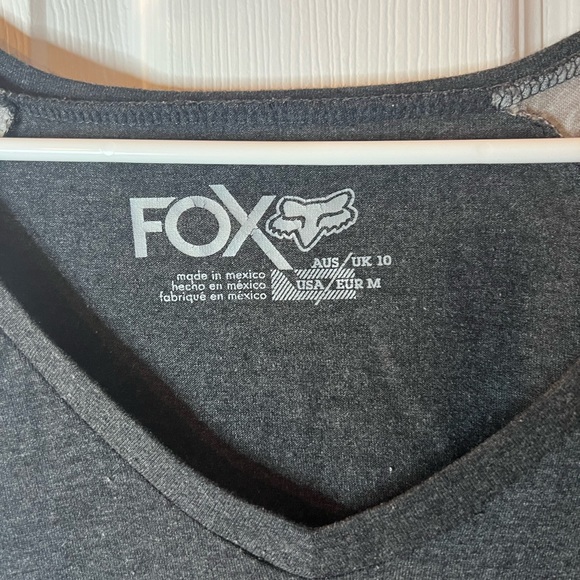 FOX
AUS/UK 10
made in mexico
hecho en méxico
USA/EUR M
fabriqué en méxico